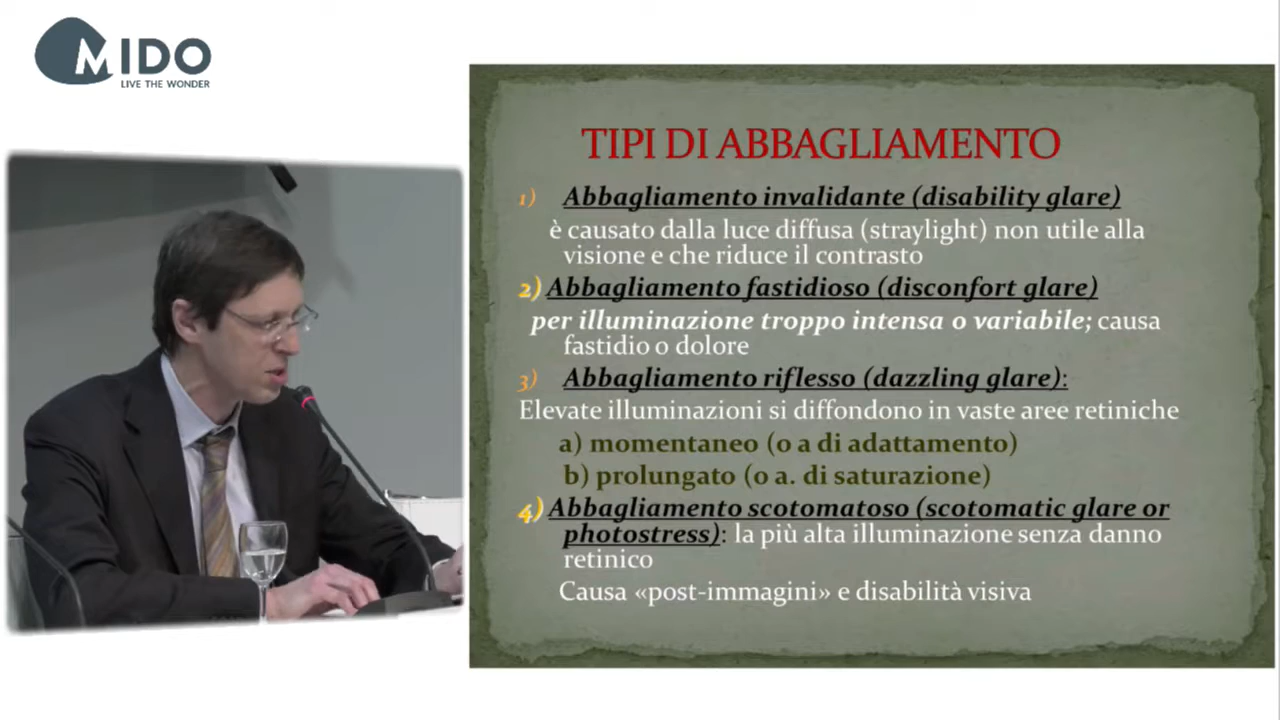 MIDO
LIVE THE WONDER
TIPI DI ABBAGLIAMENTO
1) Abbagliamento invalidante (disability glare)
è causato dalla luce diffusa (straylight) non utile alla
visione e che riduce il contrasto
2) Abbagliamento fastidioso (disconfort glare)
per illuminazione troppo intensa o variabile; causa
fastidio o dolore
3) Abbagliamento riflesso (dazzling glare):
Elevate illuminazioni si diffondono in vaste aree retiniche
a) momentaneo (o a di adattamento)
b) prolungato (o a. di saturazione)
4) Abbagliamento scotomatoso (scotomatic glare or
photostress): la più alta illuminazione senza danno
retinico
Causa «post-immagini» e disabilità visiva